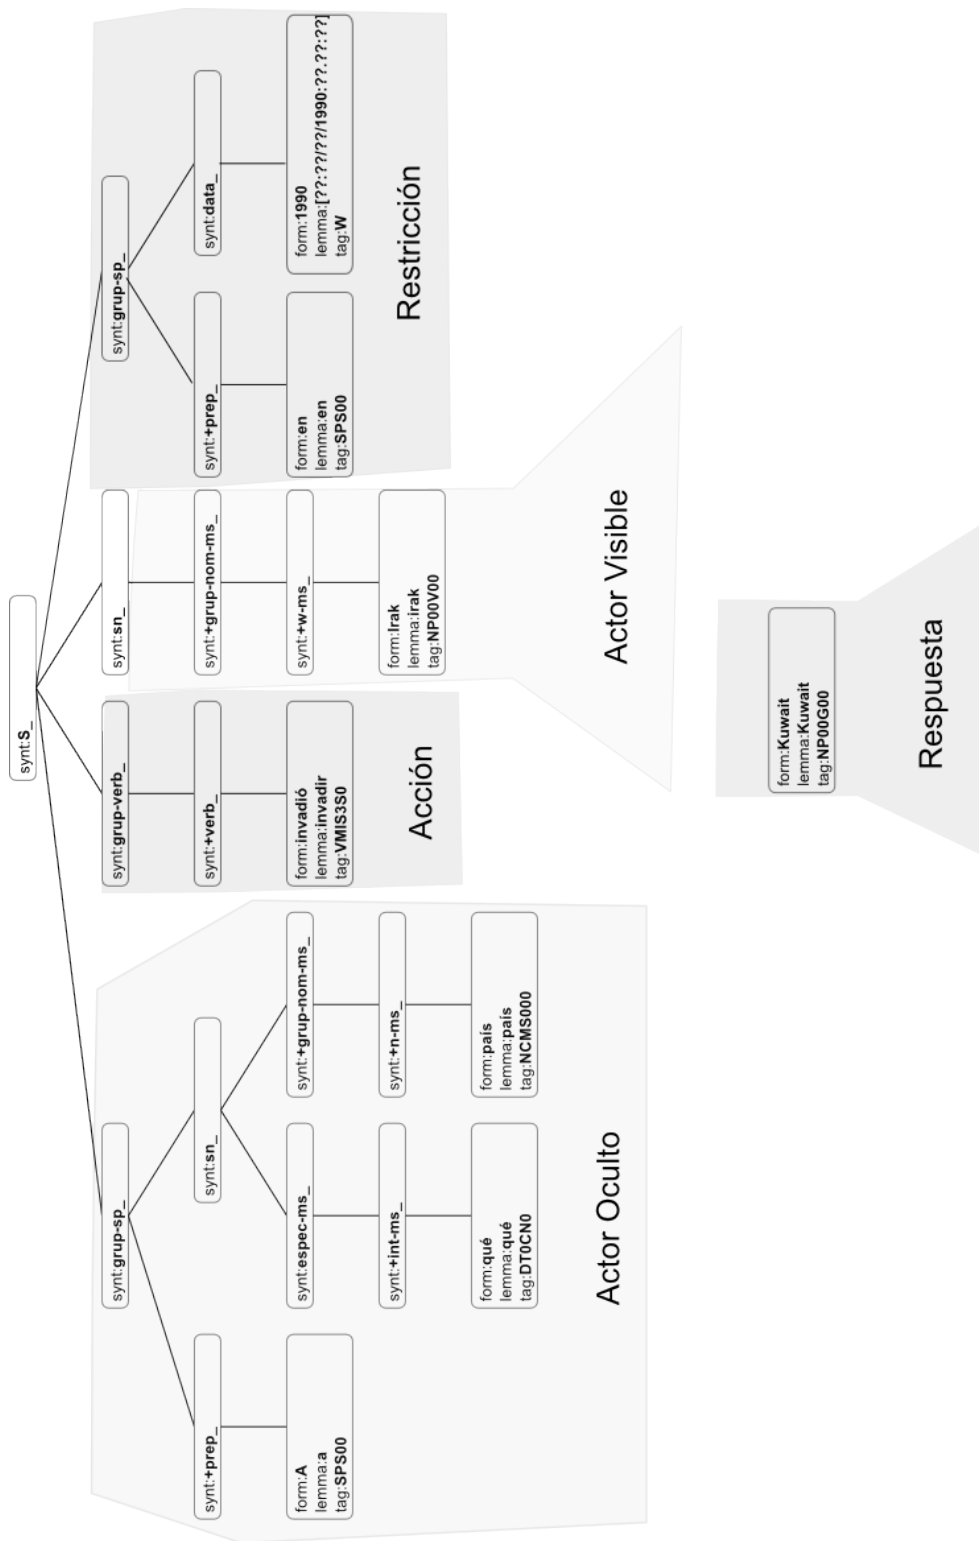 synt:S_
synt:grup-sp_
synt:grup-verb_
synt:sn_
synt:grup-sp_
synt:+prep_
synt:sn_
synt:+verb_
synt:+grup-nom-ms_
synt:+prep_
synt:data_
form:A
lemma:a
tag:SPS00
synt:espec-ms_
synt:+grup-nom-ms_
form:invadió
lemma:invadir
tag:VMIS3S0
synt:+w-ms_
form:en
lemma:en
tag:SPS00
form:1990
lemma:[??:??/??/1990:??.??:??]
tag:W
synt:+int-ms_
synt:+n-ms_
form:Irak
lemma:irak
tag:NP00V00
form:qué
lemma:qué
tag:DT0CN0
form:país
lemma:país
tag:NCMS000
Actor Oculto
Acción
Actor Visible
Restricción
form:Kuwait
lemma:Kuwait
tag:NP00G00
Respuesta